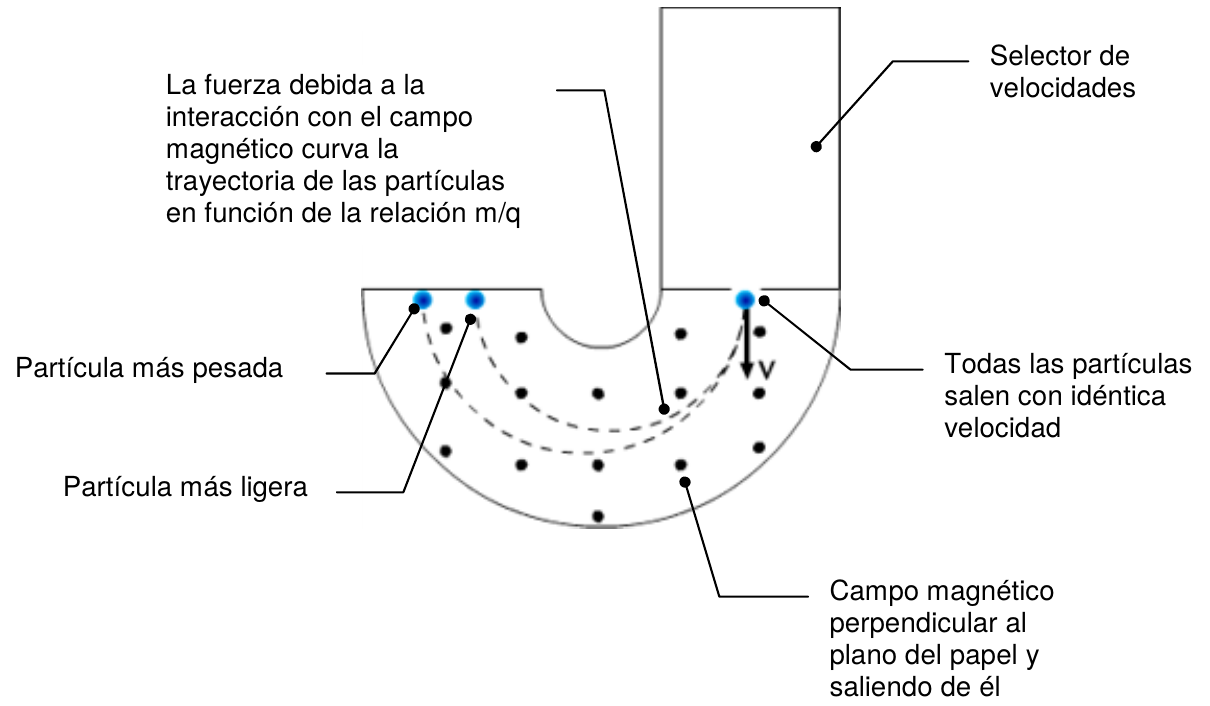 La fuerza debida a la
interacción con el campo
magnético curva la
trayectoria de las partículas
en función de la relación m/q
Selector de
velocidades
Partícula más pesada
Partícula más ligera
v
Todas las partículas
salen con idéntica
velocidad
Campo magnético
perpendicular al
plano del papel y
saliendo de él